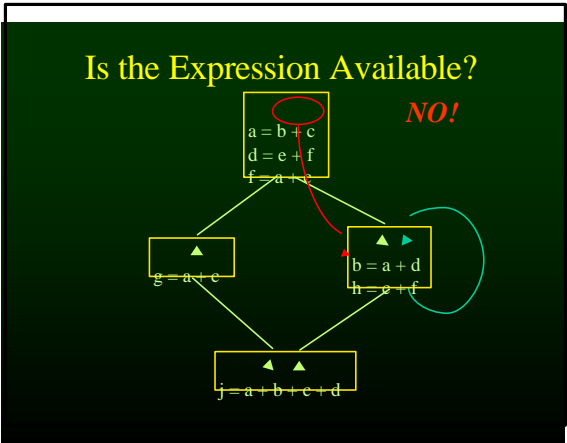 Is the Expression Available?
NO!
a = b + c
d = e + f
f = a + c
g = a + c
b = a + d
h = c + f
j = a + b + c + d